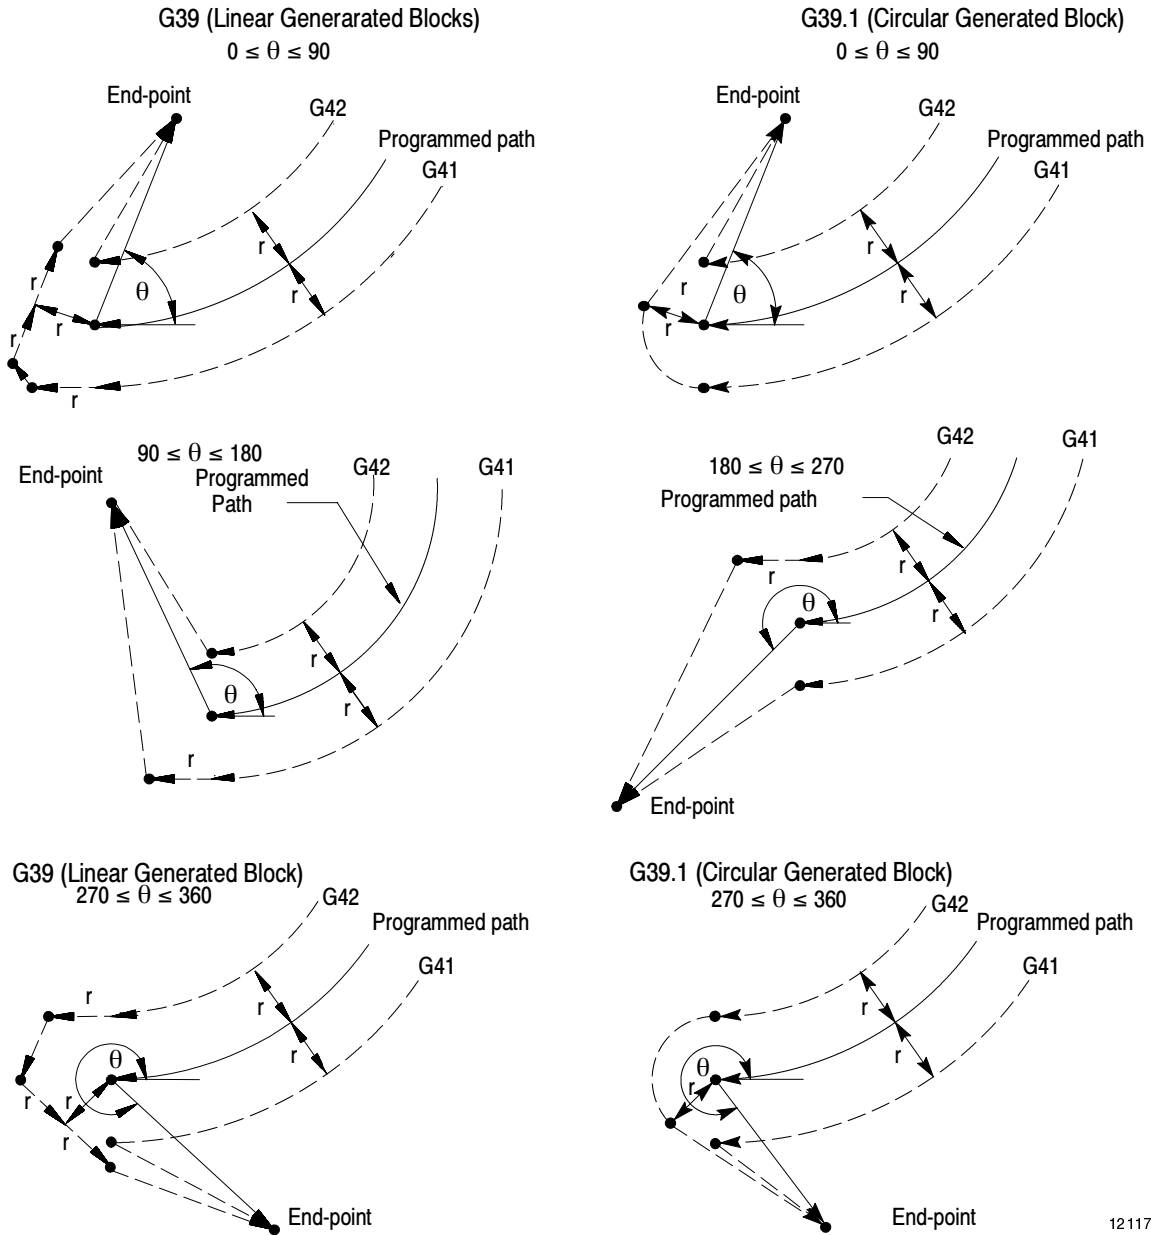 G39 (Linear Generarated Blocks)
0 ≤ θ ≤ 90
End-point
G42
Programmed path
G41
r
r
θ
r
r
r
r
r
G39.1 (Circular Generated Block)
0 ≤ θ ≤ 90
End-point
G42
Programmed path
G41
r
r
θ
r
r
90 ≤ θ ≤ 180
End-point
Programmed
Path
G42
G41
r
θ
r
r
180 ≤ θ ≤ 270
Programmed path
G42
G41
r
r
θ
r
End-point
G39 (Linear Generated Block)
270 ≤ θ ≤ 360
G42
Programmed path
G41
r
r
θ
r
r
r
r
End-point
G39.1 (Circular Generated Block)
270 ≤ θ ≤ 360
G42
Programmed path
G41
r
θ
r
r
End-point
12117